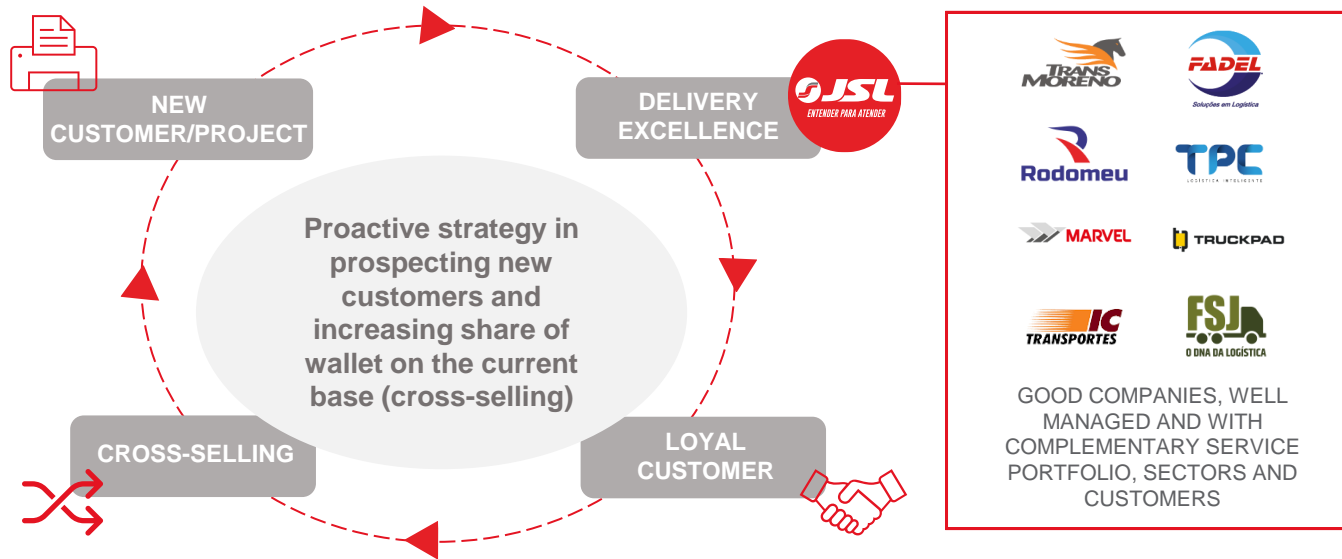 NEW
CUSTOMER/PROJECT
DELIVERY
EXCELLENCE
JSL
ENTENDER PARA ATENDER
Proactive strategy in
prospecting new
customers and
increasing share of
wallet on the current
base (cross-selling)
CROSS-SELLING
LOYAL
CUSTOMER
TRANS
MORENO
FADEL
Soluções em Logística
Rodomeu
TPC
LOGÍSTICA INTELIGENTE
MARVEL
TRUCKPAD
IC
TRANSPORTES
FSJ
O DNA DA LOGÍSTICA
GOOD COMPANIES, WELL
MANAGED AND WITH
COMPLEMENTARY SERVICE
PORTFOLIO, SECTORS AND
CUSTOMERS